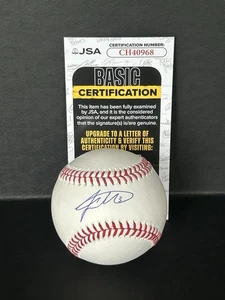 JSA
CERTIFICATION NUMBER:
CH40968
BASIC
CERTIFICATION
This item has been fully examined
by JSA, and it is the considered
opinion of our expert authenticators
that the signature(s) is/are genuine.
UPGRADE TO A LETTER OF
AUTHENTICITY & VERIFY THIS
CERTIFICATION BY VISITING: